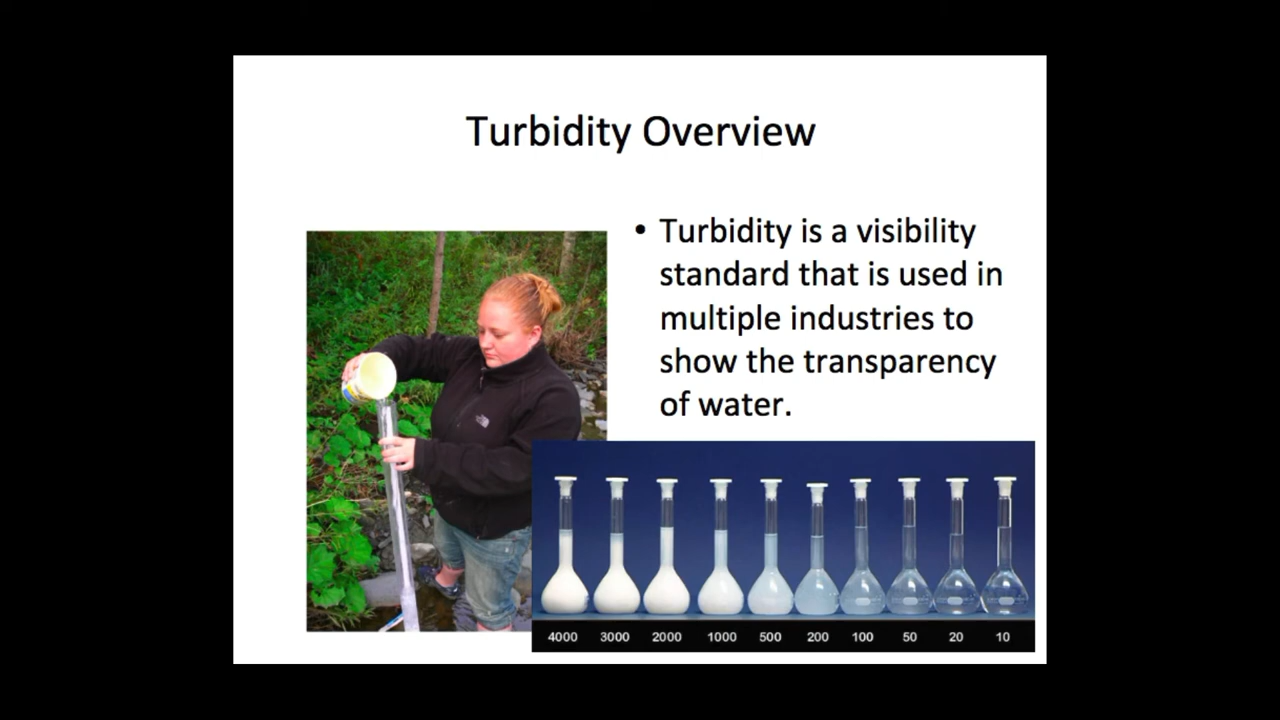 Turbidity Overview
• Turbidity is a visibility
standard that is used in
multiple industries to
show the transparency
of water.
4000 3000 2000 1000 500 200 100 50 20 10